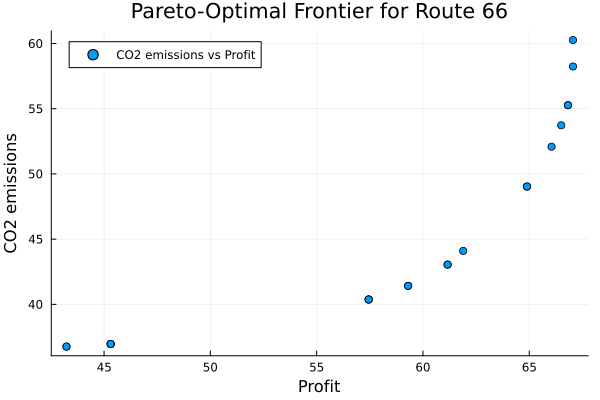 Pareto-Optimal Frontier for Route 66
CO2 emissions vs Profit
60
55
50
45
40
CO2 emissions
45 50 55 60 65
Profit